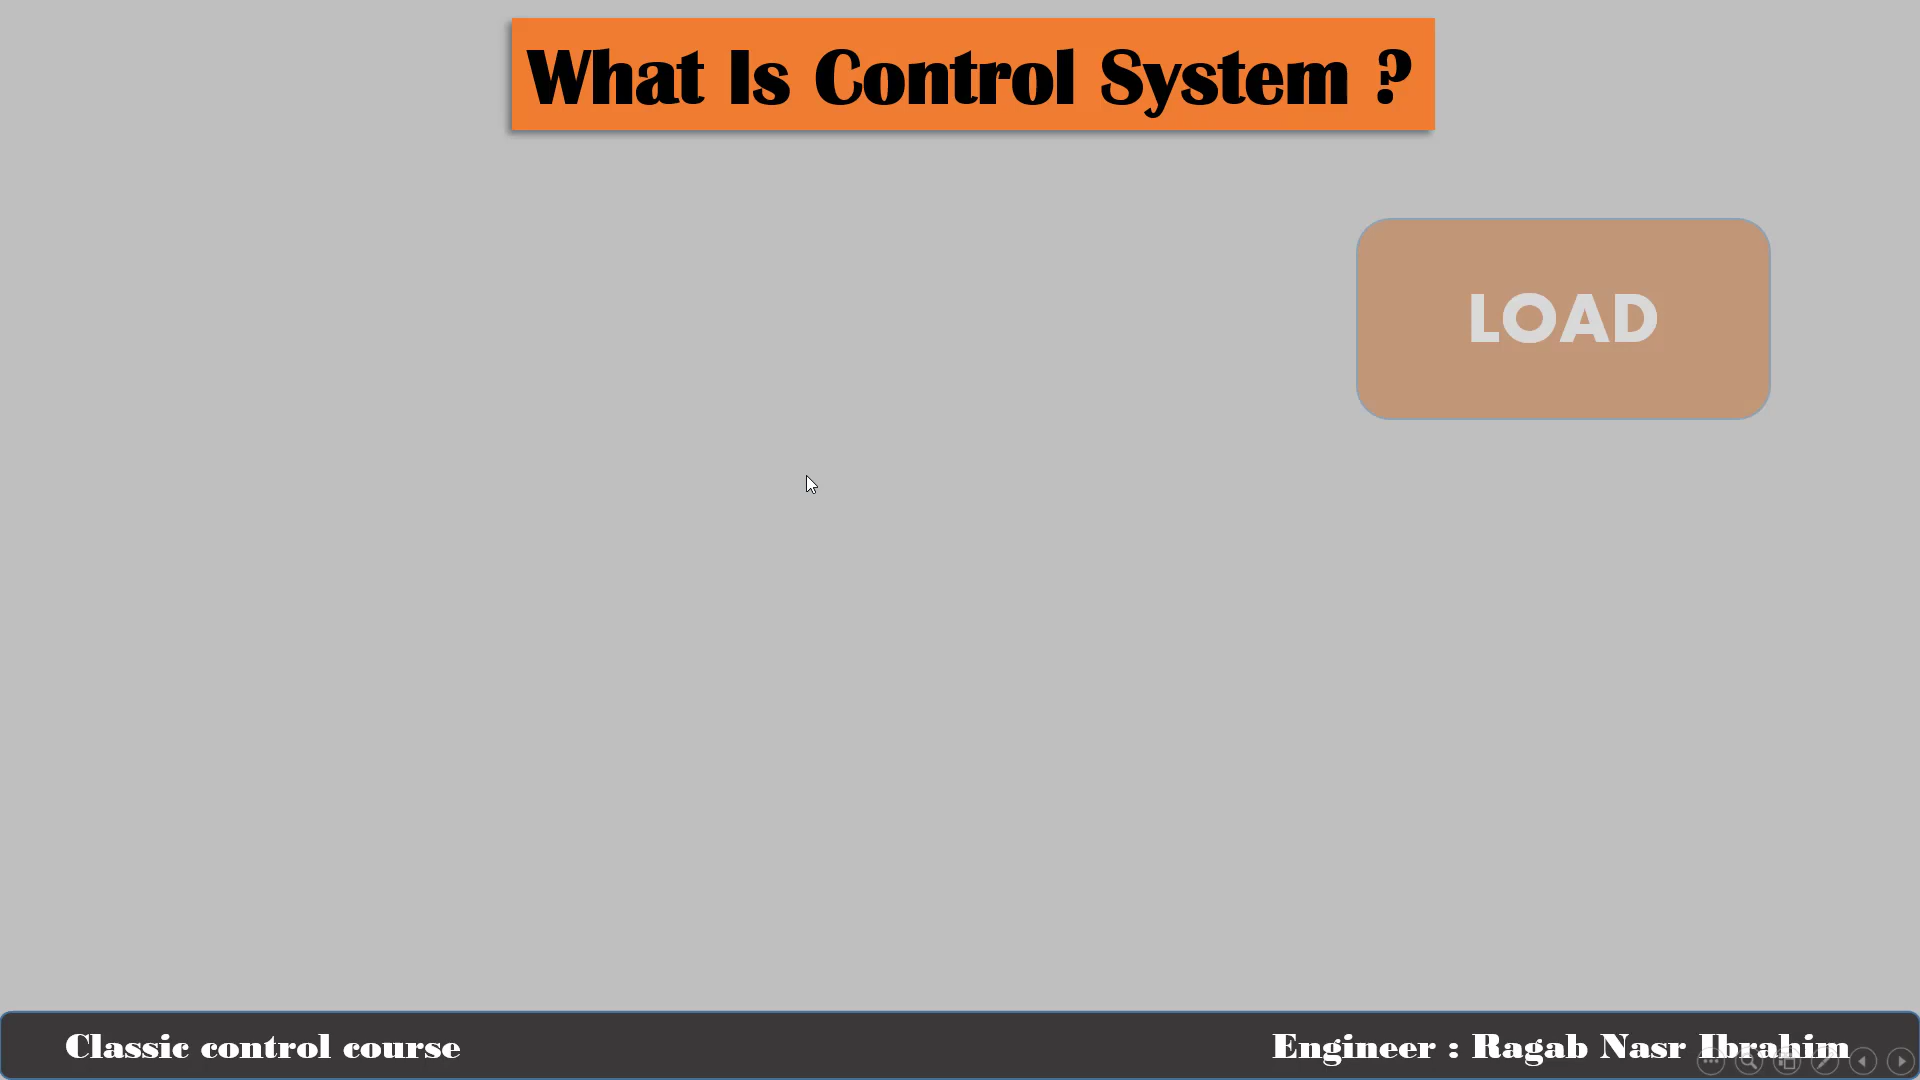 What Is Control System ?
LOAD
Classic control course
Engineer : Ragab Nasr Ibrahim